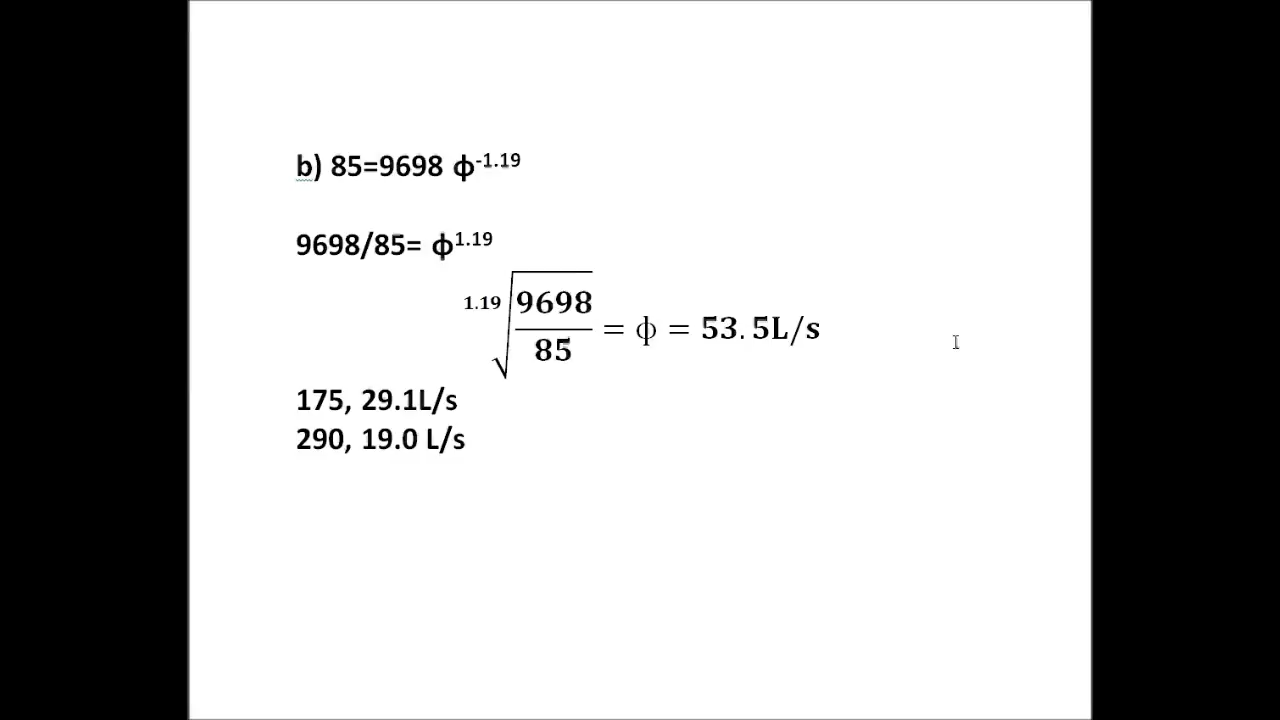 b) 85=9698 ϕ^-1.19
9698/85= ϕ^1.19
1.19√(9698/85) = ϕ = 53.5L/s
175, 29.1L/s
290, 19.0 L/s